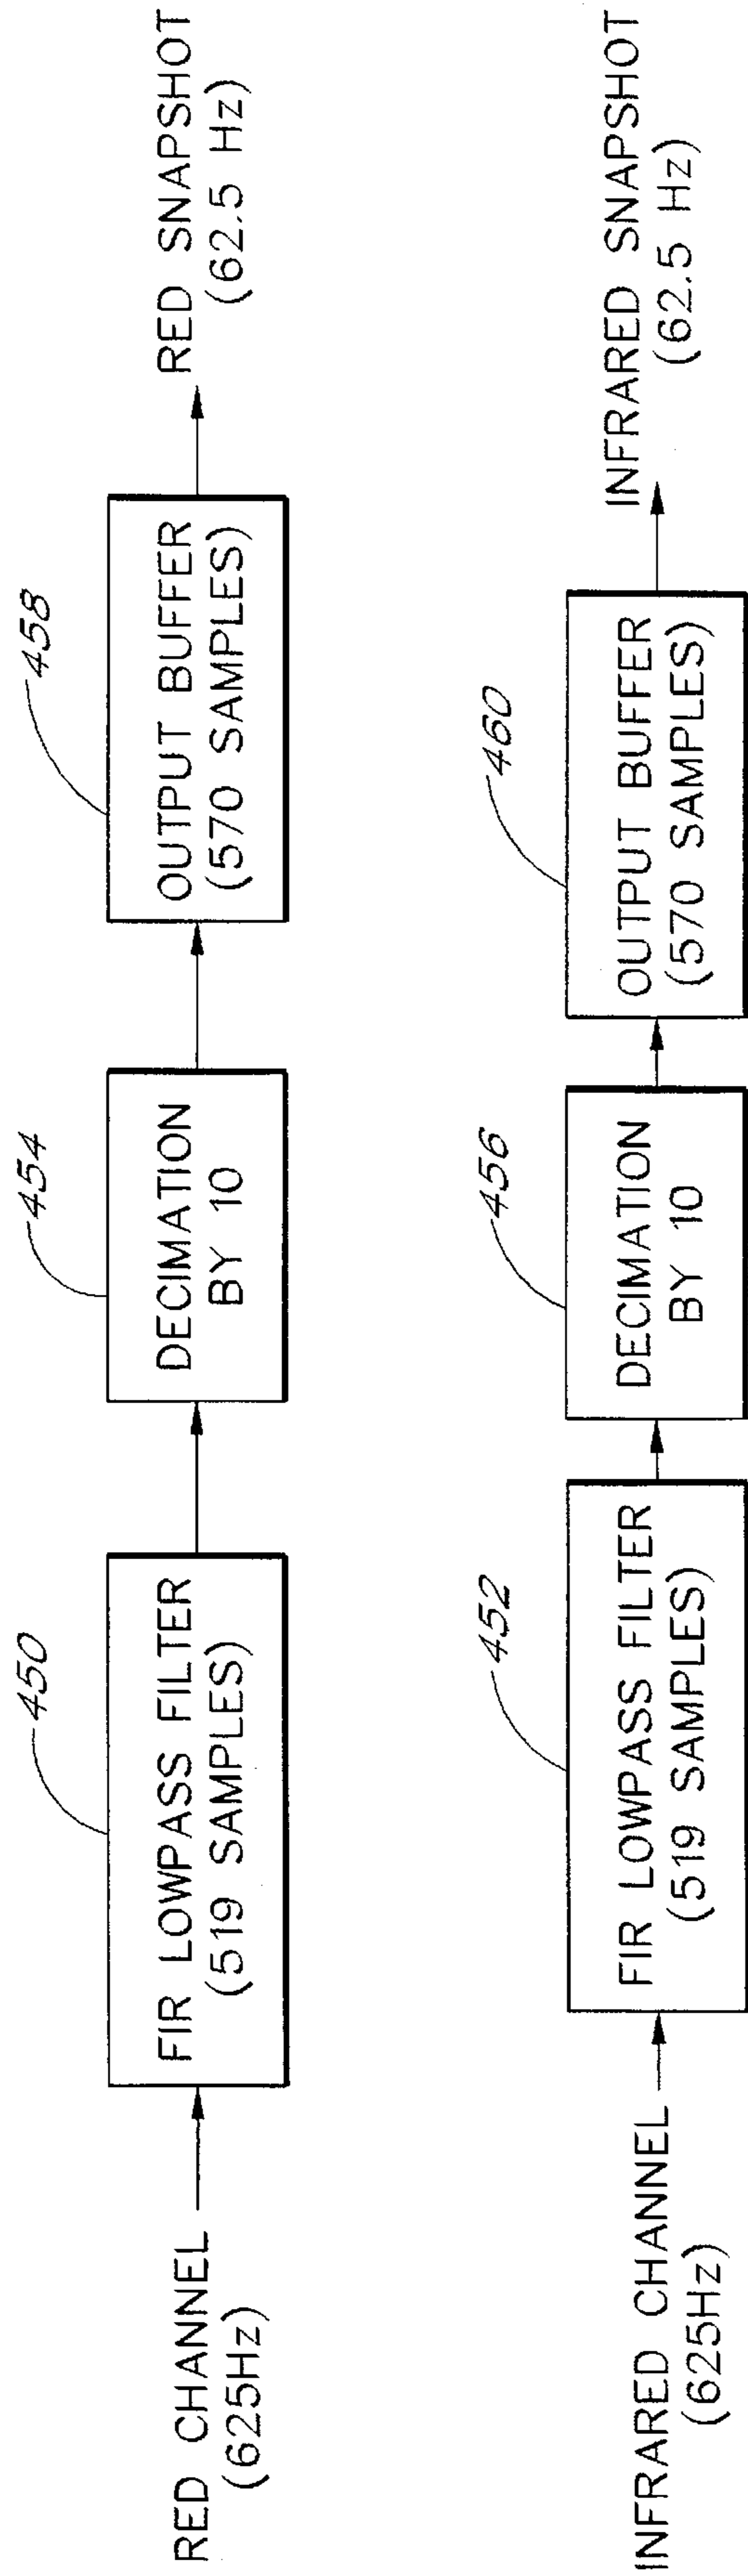 RED CHANNEL
(625Hz)
450
FIR LOWPASS FILTER
(519 SAMPLES)
454
DECIMATION
BY 10
458
OUTPUT BUFFER
(570 SAMPLES)
RED SNAPSHOT
(62.5 Hz)
INFRARED CHANNEL
(625Hz)
452
FIR LOWPASS FILTER
(519 SAMPLES)
456
DECIMATION
BY 10
460
OUTPUT BUFFER
(570 SAMPLES)
INFRARED SNAPSHOT
(62.5 Hz)